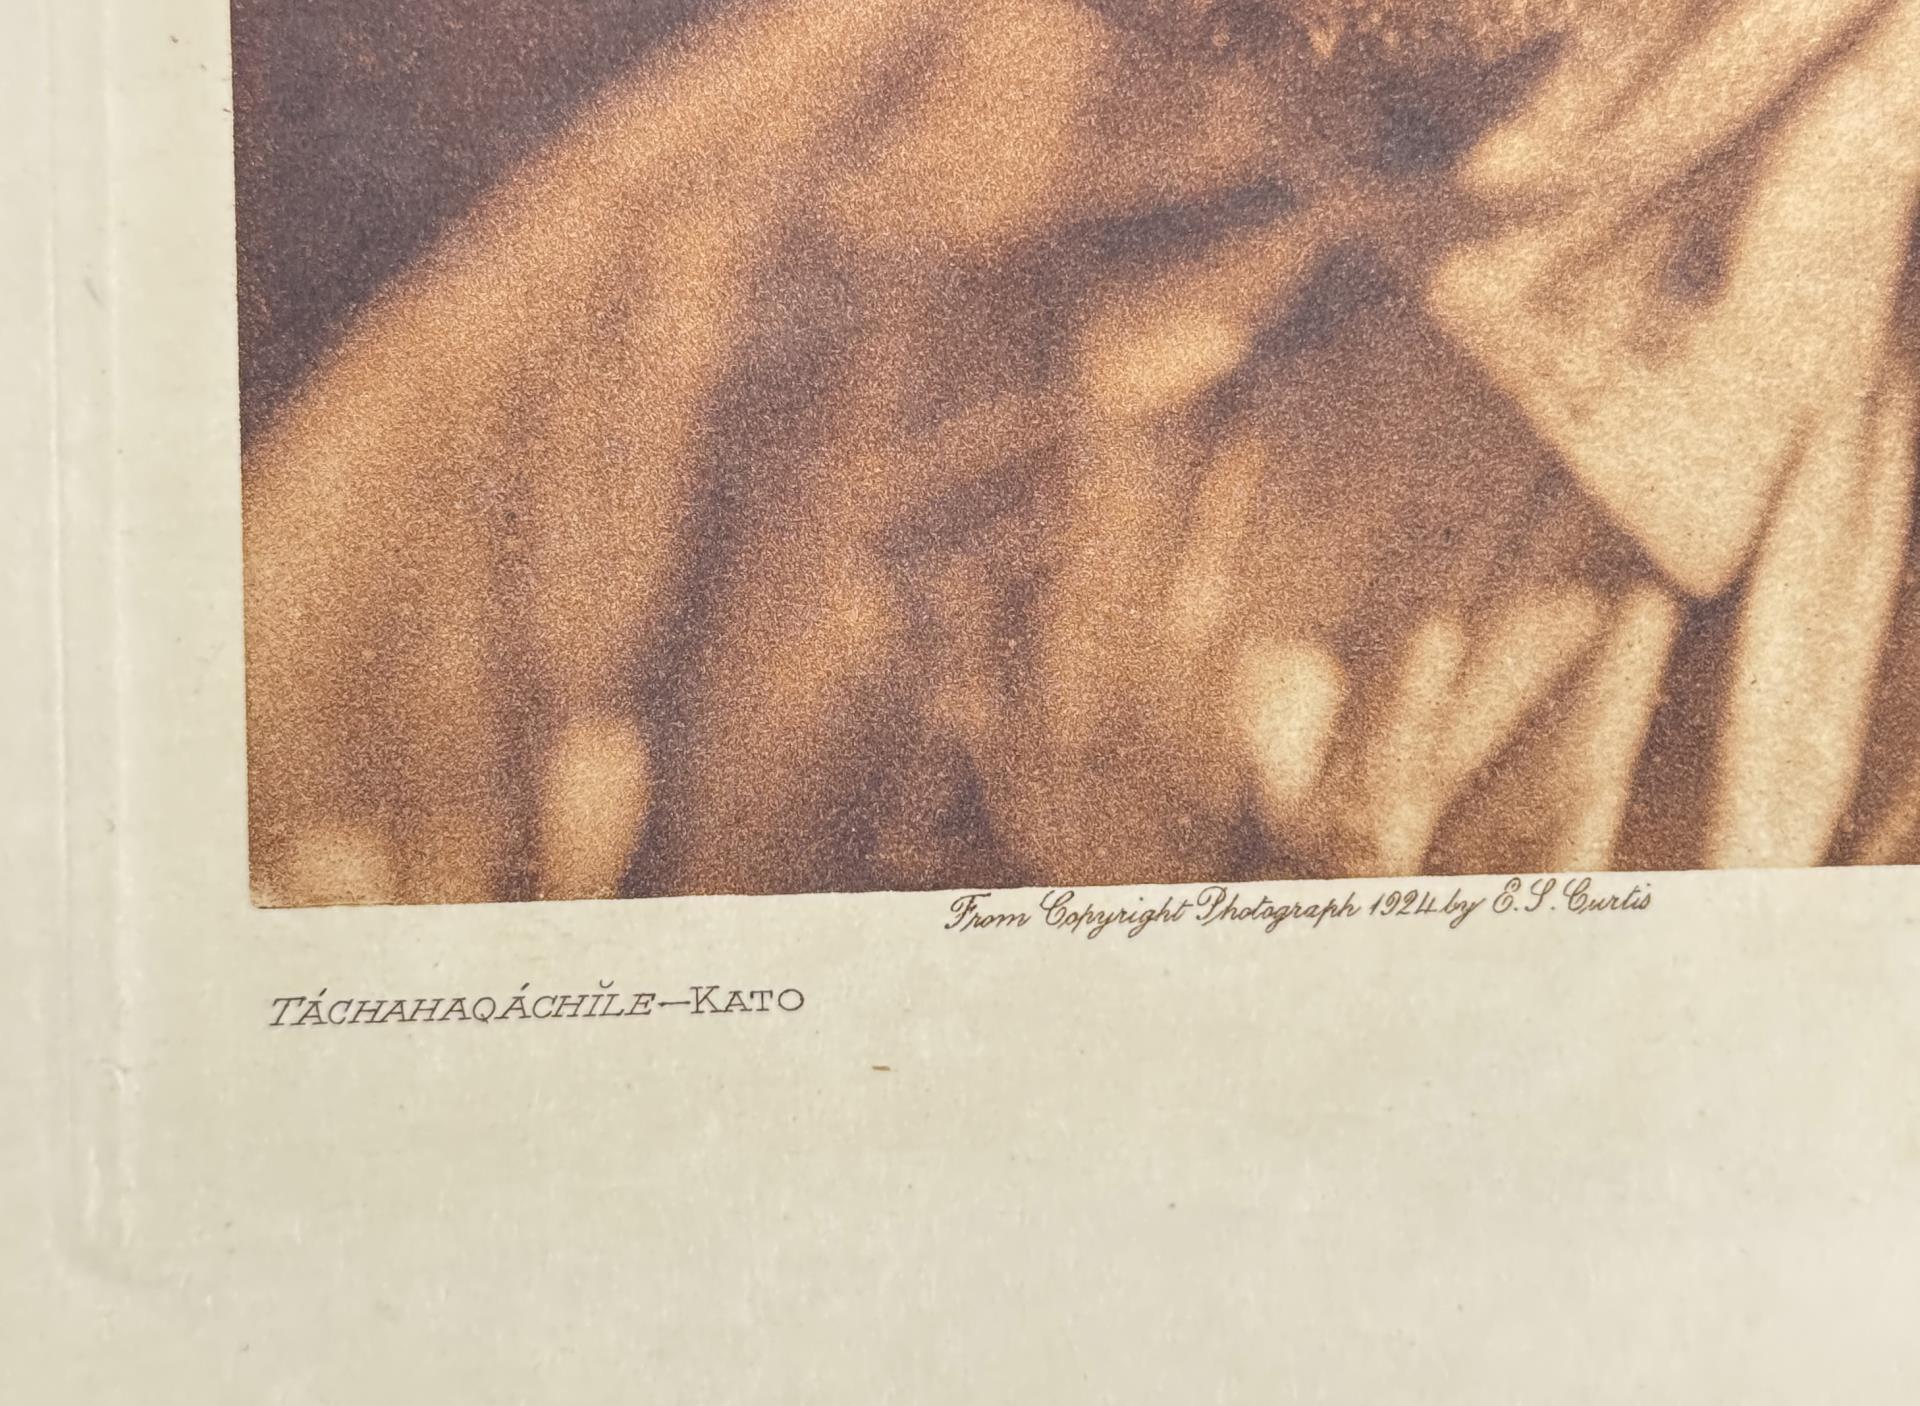 From Copyright Photograph 1924 by E. S. Curtis
TÁCHAHAQÁCHĬLE—KATO